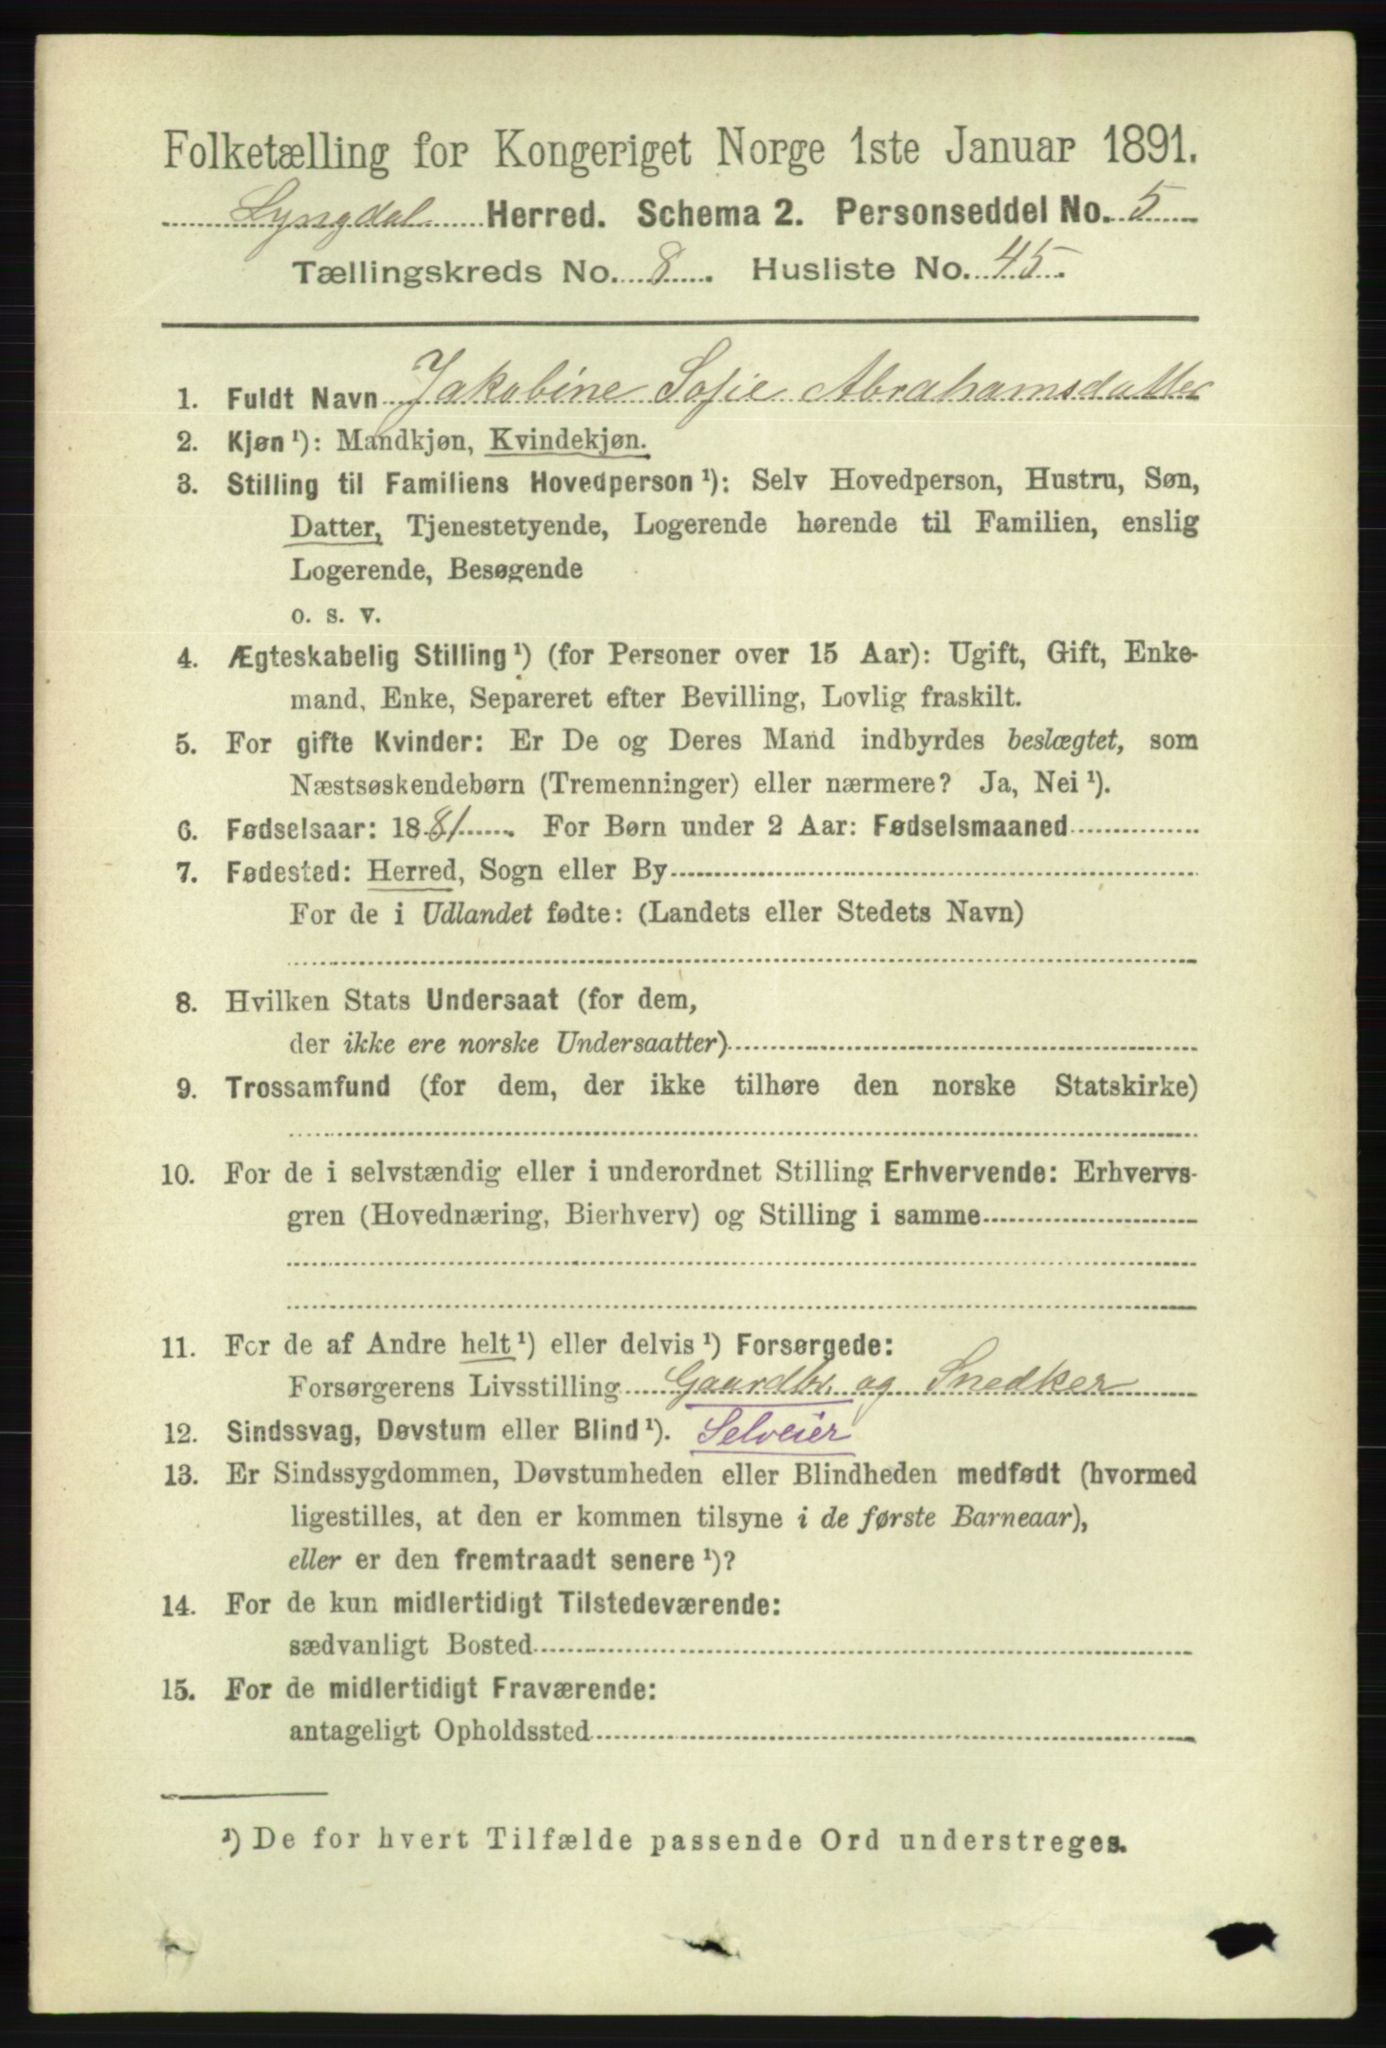 Folketælling for Kongeriget Norge 1ste Januar 1891.
Lyngdal Herred. Schema 2. Personseddel No. 5
Tællingskreds No. 8. Husliste No. 45.
1. Fuldt Navn Jakobine Sofie Abrahamsdatter
2. Kjøn ¹): Mandkjøn, Kvindekjøn.
3. Stilling til Familiens Hovedperson ¹): Selv Hovedperson, Hustru, Søn,
Datter, Tjenestetyende, Logerende hørende til Familien, enslig
Logerende, Besøgende
o. s. v.
4. Ægteskabelig Stilling ¹) (for Personer over 15 Aar): Ugift, Gift, Enke-
mand, Enke, Separeret efter Bevilling, Lovlig fraskilt.
5. For gifte Kvinder: Er De og Deres Mand indbyrdes beslægtet, som
Næstsøskendebørn (Tremenninger) eller nærmere? Ja, Nei ¹).
6. Fødselsaar: 1881. For Børn under 2 Aar: Fødselsmaaned
7. Fødested: Herred, Sogn eller By
For de i Udlandet fødte: (Landets eller Stedets Navn)
8. Hvilken Stats Undersaat (for dem,
der ikke ere norske Undersaatter)
9. Trossamfund (for dem, der ikke tilhøre den norske Statskirke)
10. For de i selvstændig eller i underordnet Stilling Erhvervende: Erhvervs-
gren (Hovednæring, Bierhverv) og Stilling i samme
11. For de af Andre helt ¹) eller delvis ¹) Forsørgede:
Forsørgerens Livsstilling Gaardbr. og Snedker
12. Sindssvag, Døvstum eller Blind ¹). Selveier
13. Er Sindssygdommen, Døvstumheden eller Blindheden medfødt (hvormed
ligestilles, at den er kommen tilsyne i de første Barneaar),
eller er den fremtraadt senere ¹)?
14. For de kun midlertidigt Tilstedeværende:
sædvanligt Bosted
15. For de midlertidigt Fraværende:
antageligt Opholdssted
¹) De for hvert Tilfælde passende Ord understreges.